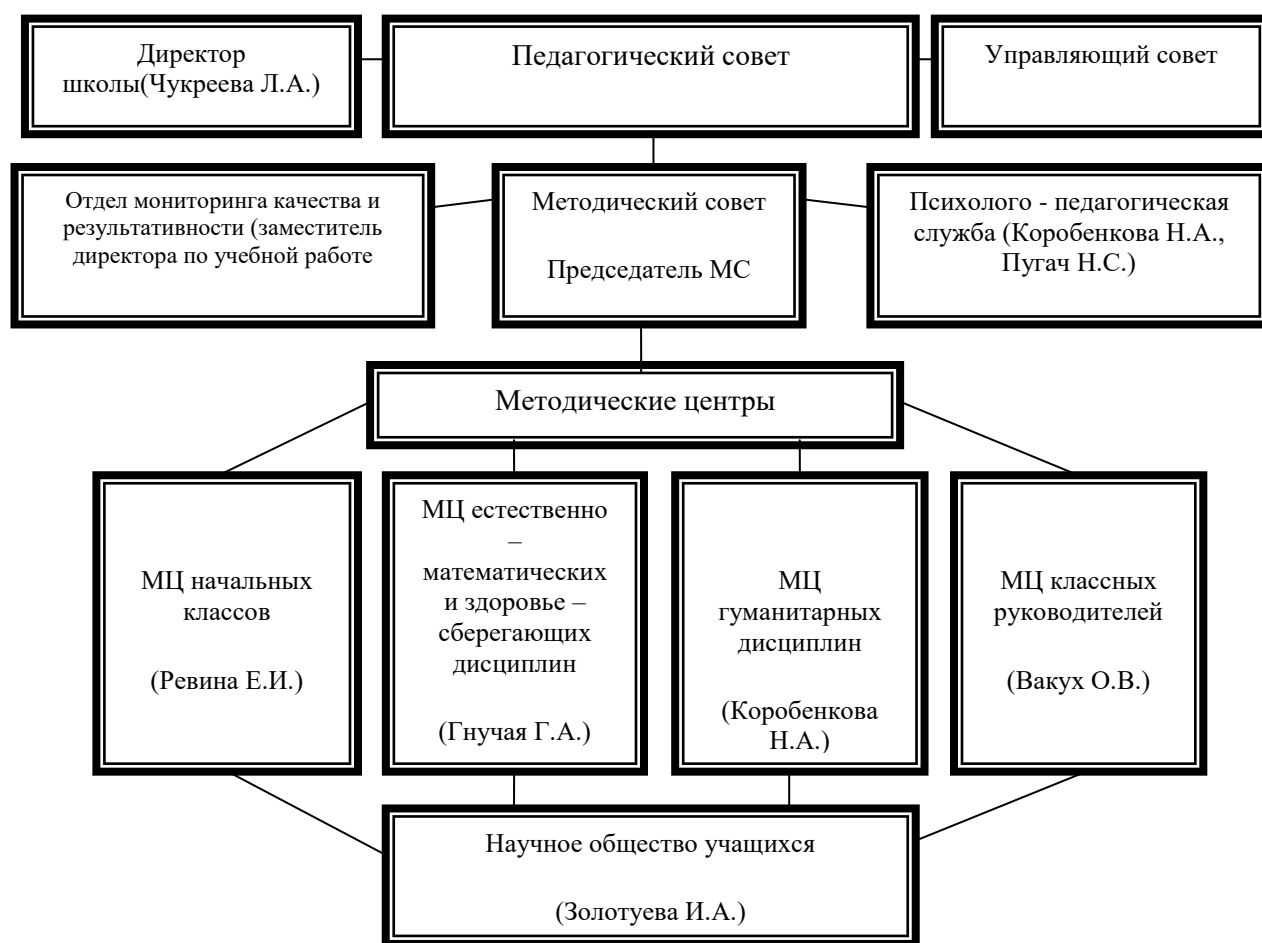 Директор
школы(Чукреева Л.А.)
Педагогический совет
Управляющий совет
Отдел мониторинга качества и
результативности (заместитель
директора по учебной работе
Методический совет
Председатель МС
Психолого - педагогическая
служба (Коробенкова Н.А.,
Пугач Н.С.)
Методические центры
МЦ начальных
классов
(Ревина Е.И.)
МЦ естественно
–
математических
и здоровье –
сберегающих
дисциплин
(Гнучая Г.А.)
МЦ
гуманитарных
дисциплин
(Коробенкова
Н.А.)
МЦ классных
руководителей
(Вакух О.В.)
Научное общество учащихся
(Золотуева И.А.)